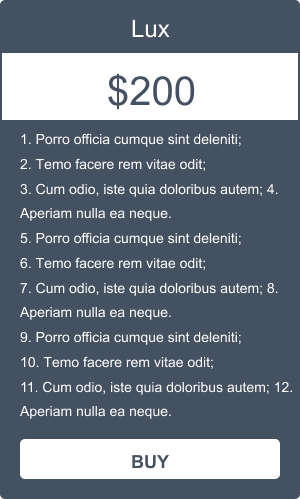 Lux
$200
1. Porro officia cumque sint deleniti;
2. Temo facere rem vitae odit;
3. Cum odio, iste quia doloribus autem; 4.
Aperiam nulla ea neque.
5. Porro officia cumque sint deleniti;
6. Temo facere rem vitae odit;
7. Cum odio, iste quia doloribus autem; 8.
Aperiam nulla ea neque.
9. Porro officia cumque sint deleniti;
10. Temo facere rem vitae odit;
11. Cum odio, iste quia doloribus autem; 12.
Aperiam nulla ea neque.
BUY